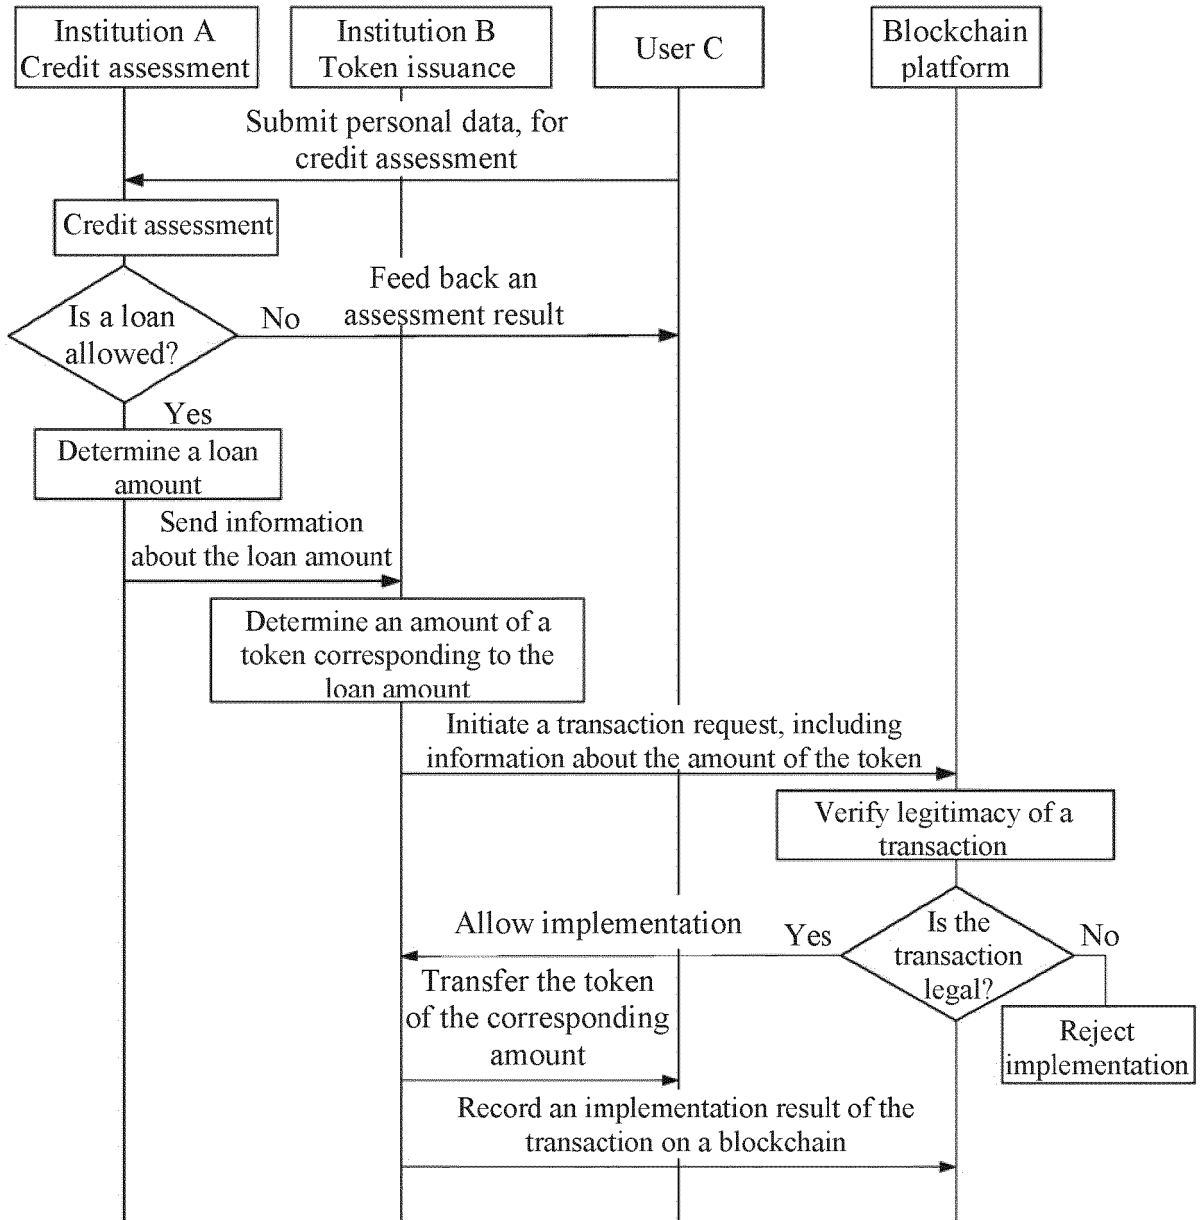 Institution A
Credit assessment
Institution B
Token issuance
User C
Blockchain
platform
Submit personal data, for
credit assessment
Credit assessment
Feed back an
assessment result
Is a loan
allowed?
No
Yes
Determine a loan
amount
Send information
about the loan amount
Determine an amount of a
token corresponding to the
loan amount
Initiate a transaction request, including
information about the amount of the token
Verify legitimacy of a
transaction
Allow implementation
Yes
Is the
transaction
legal?
No
Transfer the token
of the corresponding
amount
Reject
implementation
Record an implementation result of the
transaction on a blockchain